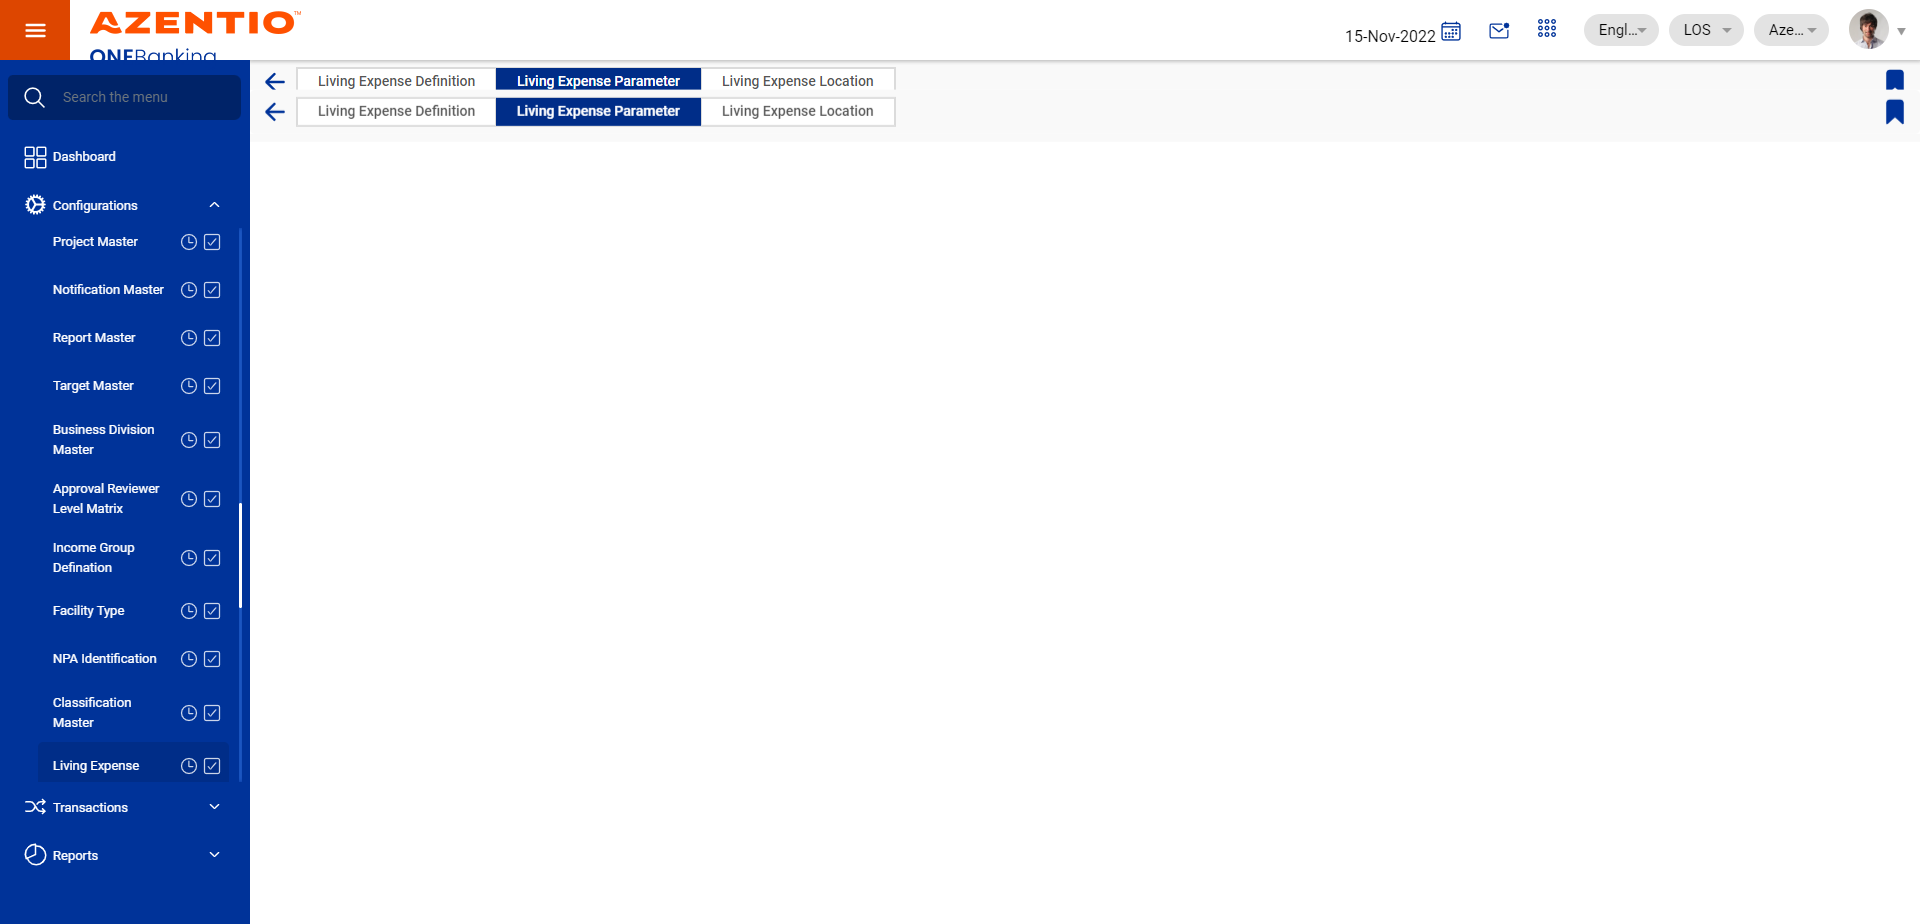 AZENTIO™
ONEBanking
15-Nov-2022
Engl...
LOS
Aze...
Search the menu
Living Expense Definition
Living Expense Parameter
Living Expense Location
Living Expense Definition
Living Expense Parameter
Living Expense Location
Dashboard
Configurations
Project Master
Notification Master
Report Master
Target Master
Business Division
Master
Approval Reviewer
Level Matrix
Income Group
Defination
Facility Type
NPA Identification
Classification
Master
Living Expense
Transactions
Reports